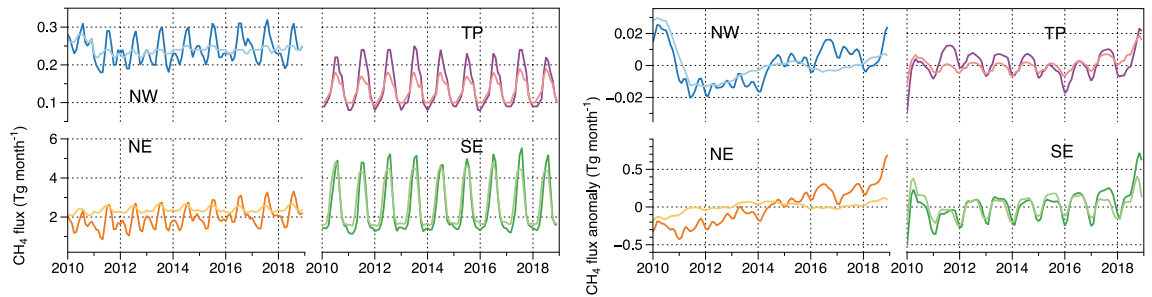 0.3
0.2
0.1
NW
TP
0.02
0
−0.02
NW
TP
CH4 flux (Tg month−1)
6
4
2
NE
SE
CH4 flux anomaly (Tg month−1)
0.5
0
−0.5
NE
SE
2010 2012 2014 2016 2018 2010 2012 2014 2016 2018
2010 2012 2014 2016 2018 2010 2012 2014 2016 2018